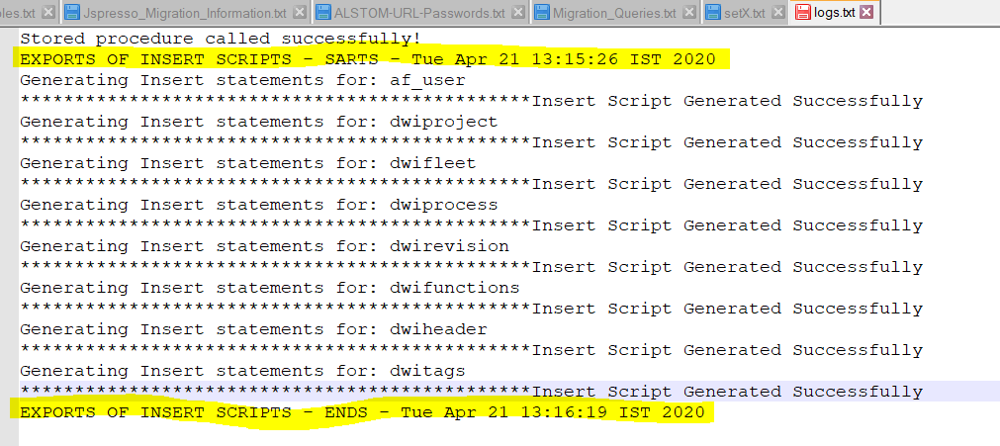 les.txt Jspresso_Migration_Information.txt ALSTOM-URL-Passwords.txt Migration_Queries.txt setX.txt logs.txt
Stored procedure called successfully!
EXPORTS OF INSERT SCRIPTS - SARTS - Tue Apr 21 13:15:26 IST 2020
Generating Insert statements for: af_user
***********************************************Insert Script Generated Successfully
Generating Insert statements for: dwiproject
***********************************************Insert Script Generated Successfully
Generating Insert statements for: dwifleet
***********************************************Insert Script Generated Successfully
Generating Insert statements for: dwiprocess
***********************************************Insert Script Generated Successfully
Generating Insert statements for: dwirevision
***********************************************Insert Script Generated Successfully
Generating Insert statements for: dwifunctions
***********************************************Insert Script Generated Successfully
Generating Insert statements for: dwiheader
***********************************************Insert Script Generated Successfully
Generating Insert statements for: dwitags
***********************************************Insert Script Generated Successfully
EXPORTS OF INSERT SCRIPTS - ENDS - Tue Apr 21 13:16:19 IST 2020